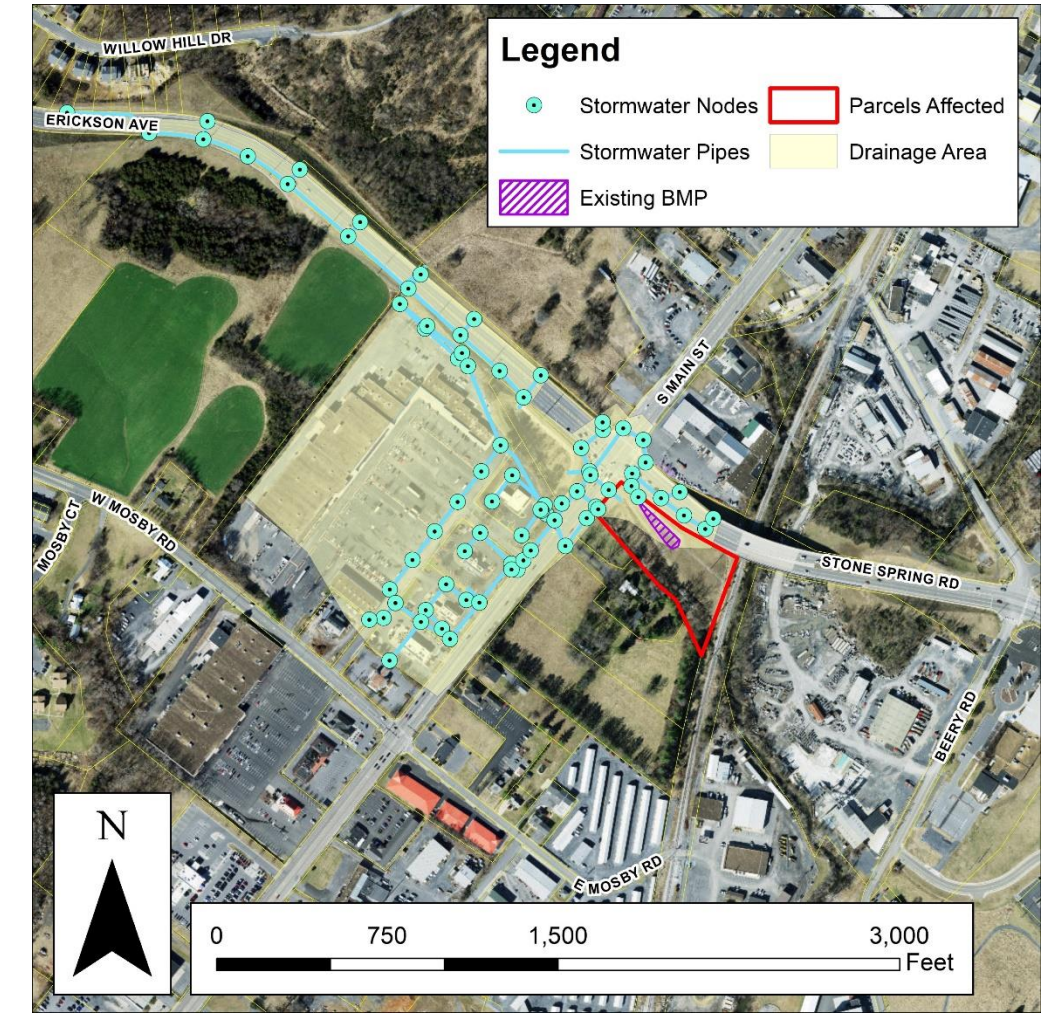 WILLOW HILL DR
ERICKSON AVE
Legend
Stormwater Nodes
Parcels Affected
Stormwater Pipes
Drainage Area
Existing BMP
S MAIN ST
MOSBY CT
W MOSBY RD
STONE SPRING RD
BEERY RD
E MOSBY RD
N
0 750 1,500 3,000
Feet